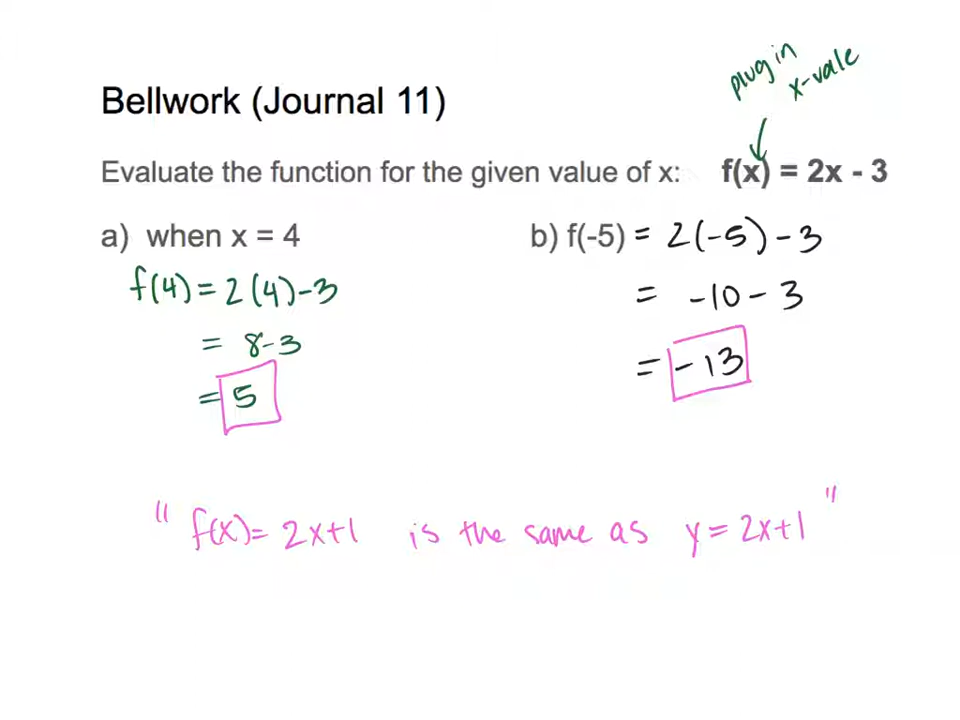 plug in
x-vale
Bellwork (Journal 11)
Evaluate the function for the given value of x: f(x) = 2x - 3
a) when x = 4
f(4) = 2(4)-3
= 8-3
= 5
b) f(-5) = 2(-5)-3
= -10-3
= -13
" f(x)= 2x+1 is the same as y=2x+1 "